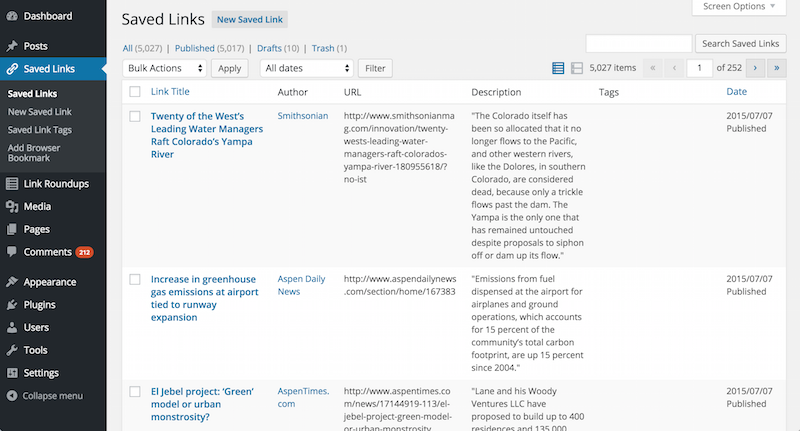 Dashboard
Posts
Saved Links
Saved Links
New Saved Link
Saved Link Tags
Add Browser
Bookmark
Link Roundups
Media
Pages
Comments 212
Appearance
Plugins
Users
Tools
Settings
Collapse menu
Screen Options
Saved Links New Saved Link
All (5,027) | Published (5,017) | Drafts (10) | Trash (1)
Search Saved Links
Bulk Actions Apply All dates Filter
5,027 items « ‹ 1 of 252 › »
Link Title Author URL Description Tags Date
Twenty of the West's
Leading Water Managers
Raft Colorado's Yampa
River
Smithsonian
http://www.smithsonianma
g.com/innovation/twenty-
wests-leading-water-
managers-raft-colorados-
yampa-river-180955618/?
no-ist
"The Colorado itself has
been so allocated that it no
longer flows to the Pacific,
and other western rivers,
like the Dolores, in southern
Colorado, are considered
dead, because only a trickle
flows past the dam. The
Yampa is the only one that
has remained untouched
despite proposals to siphon
off or dam up its flow."
2015/07/07
Published
Increase in greenhouse
gas emissions at airport
tied to runway
expansion
Aspen Daily
News
http://www.aspendailynews
.com/section/home/167383
"Emissions from fuel
dispensed at the airport for
airplanes and ground
operations, which accounts
for 15 percent of the
community's total carbon
footprint, are up 15 percent
since 2004."
2015/07/07
Published
El Jebel project: 'Green'
model or urban
monstrosity?
AspenTimes.
com
http://www.aspentimes.co
m/news/17144919-113/el-
jebel-project-green-model-
or-urban-monstrosity
"Lane and his Woody
Ventures LLC have
proposed to build up to 400
residences and 135,000
2015/07/07
Published